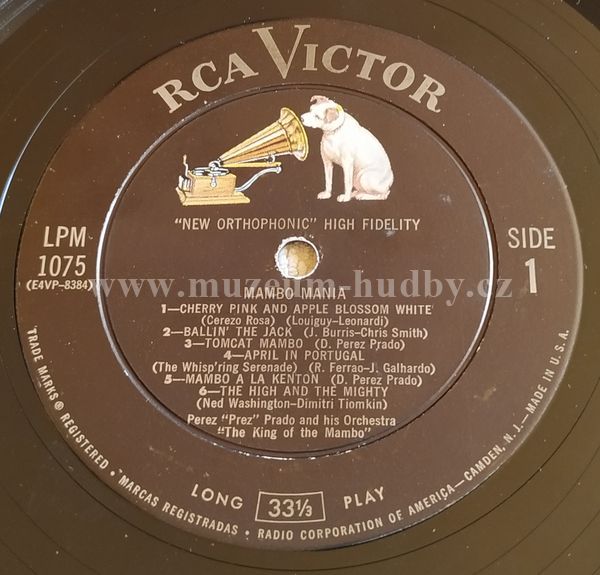 RCA VICTOR
"NEW ORTHOPHONIC" HIGH FIDELITY
LPM
1075
(E4VP-8384)
SIDE
1
www.muzeum-hudby.cz
MAMBO MANIA
1—CHERRY PINK AND APPLE BLOSSOM WHITE
(Cerezo Rosa) (Louiguy-Leonardi)
2—BALLIN' THE JACK (J. Burris-Chris Smith)
3—TOMCAT MAMBO (D. Perez Prado)
4—APRIL IN PORTUGAL
(The Whisp'ring Serenade) (R. Ferrao-J. Galhardo)
5—MAMBO A LA KENTON (D. Perez Prado)
6—THE HIGH AND THE MIGHTY
(Ned Washington-Dimitri Tiomkin)
Perez "Prez" Prado and his Orchestra
"The King of the Mambo"
LONG 33⅓ PLAY
TRADE MARKS ® REGISTERED • MARCAS REGISTRADAS • RADIO CORPORATION OF AMERICA—CAMDEN, N. J.—MADE IN U.S.A.